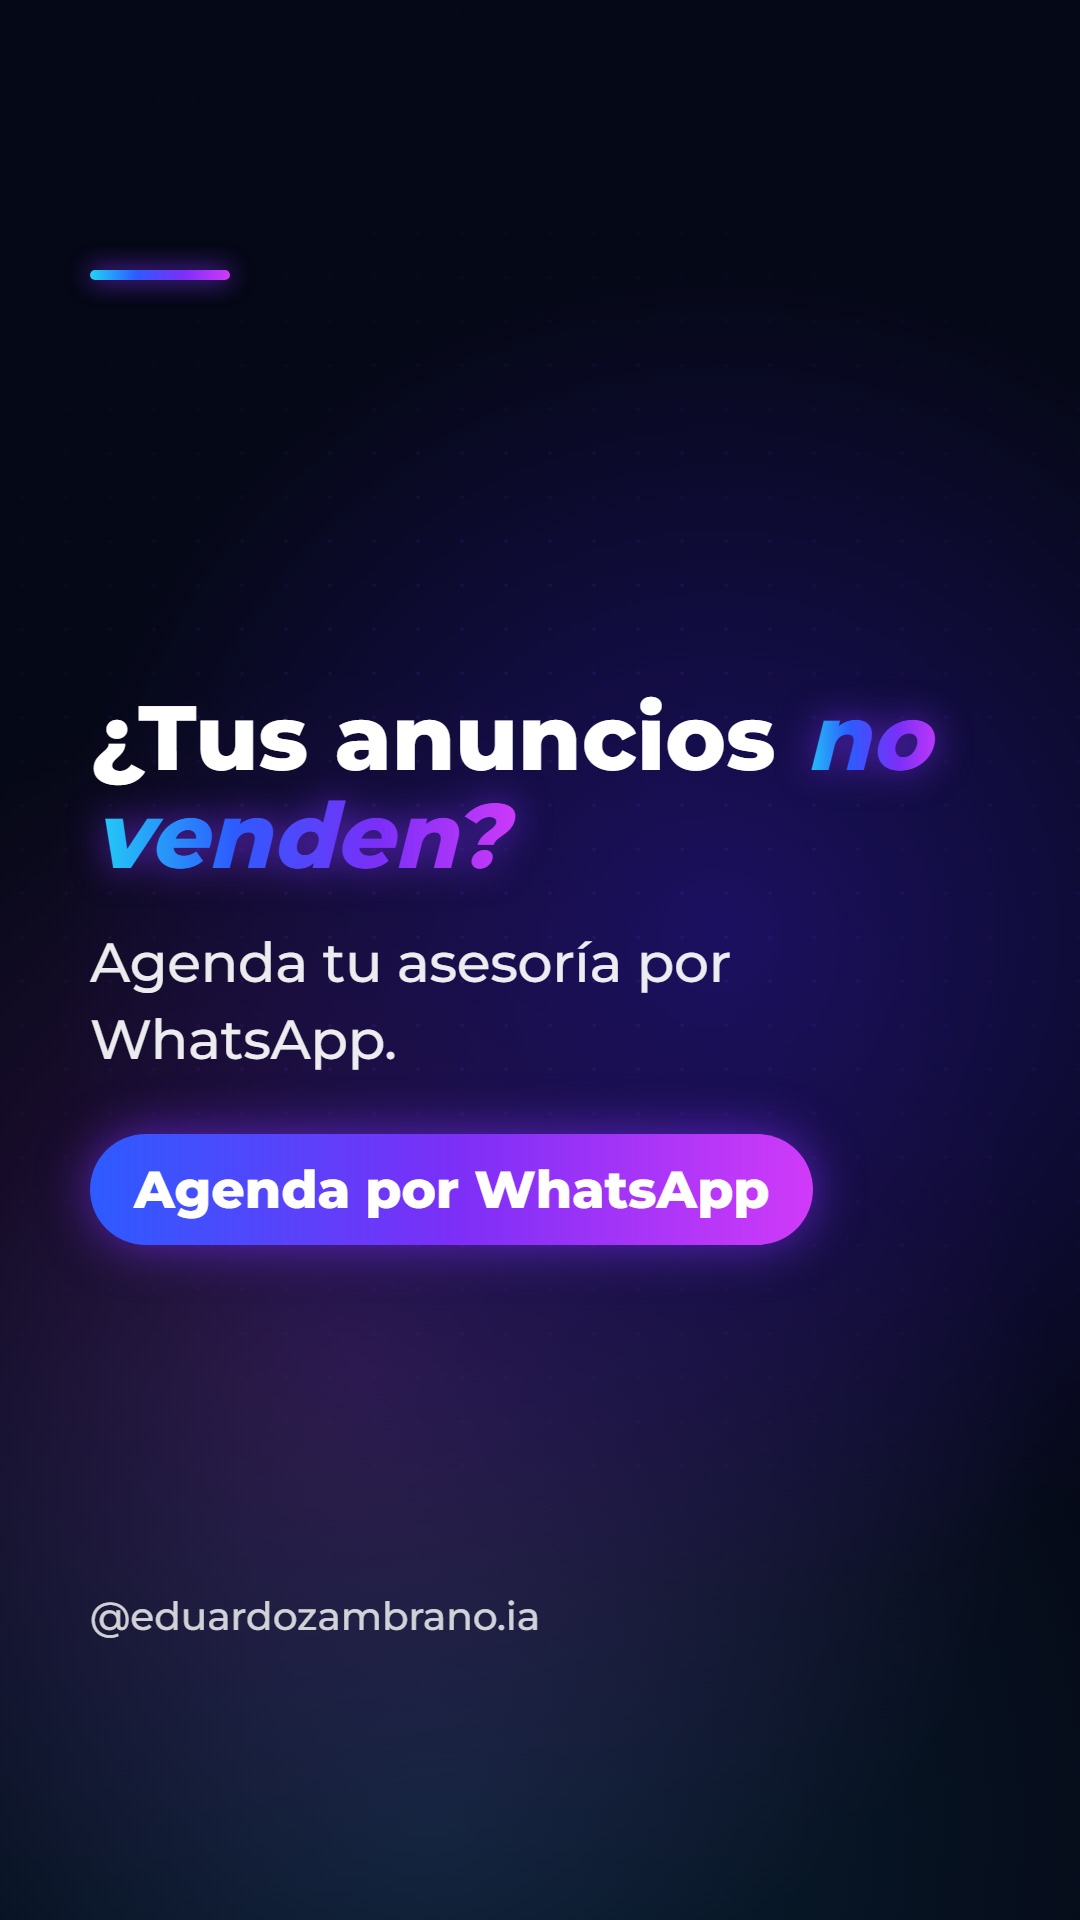 ¿Tus anuncios no
venden?
Agenda tu asesoría por
WhatsApp.
Agenda por WhatsApp
@eduardozambrano.ia